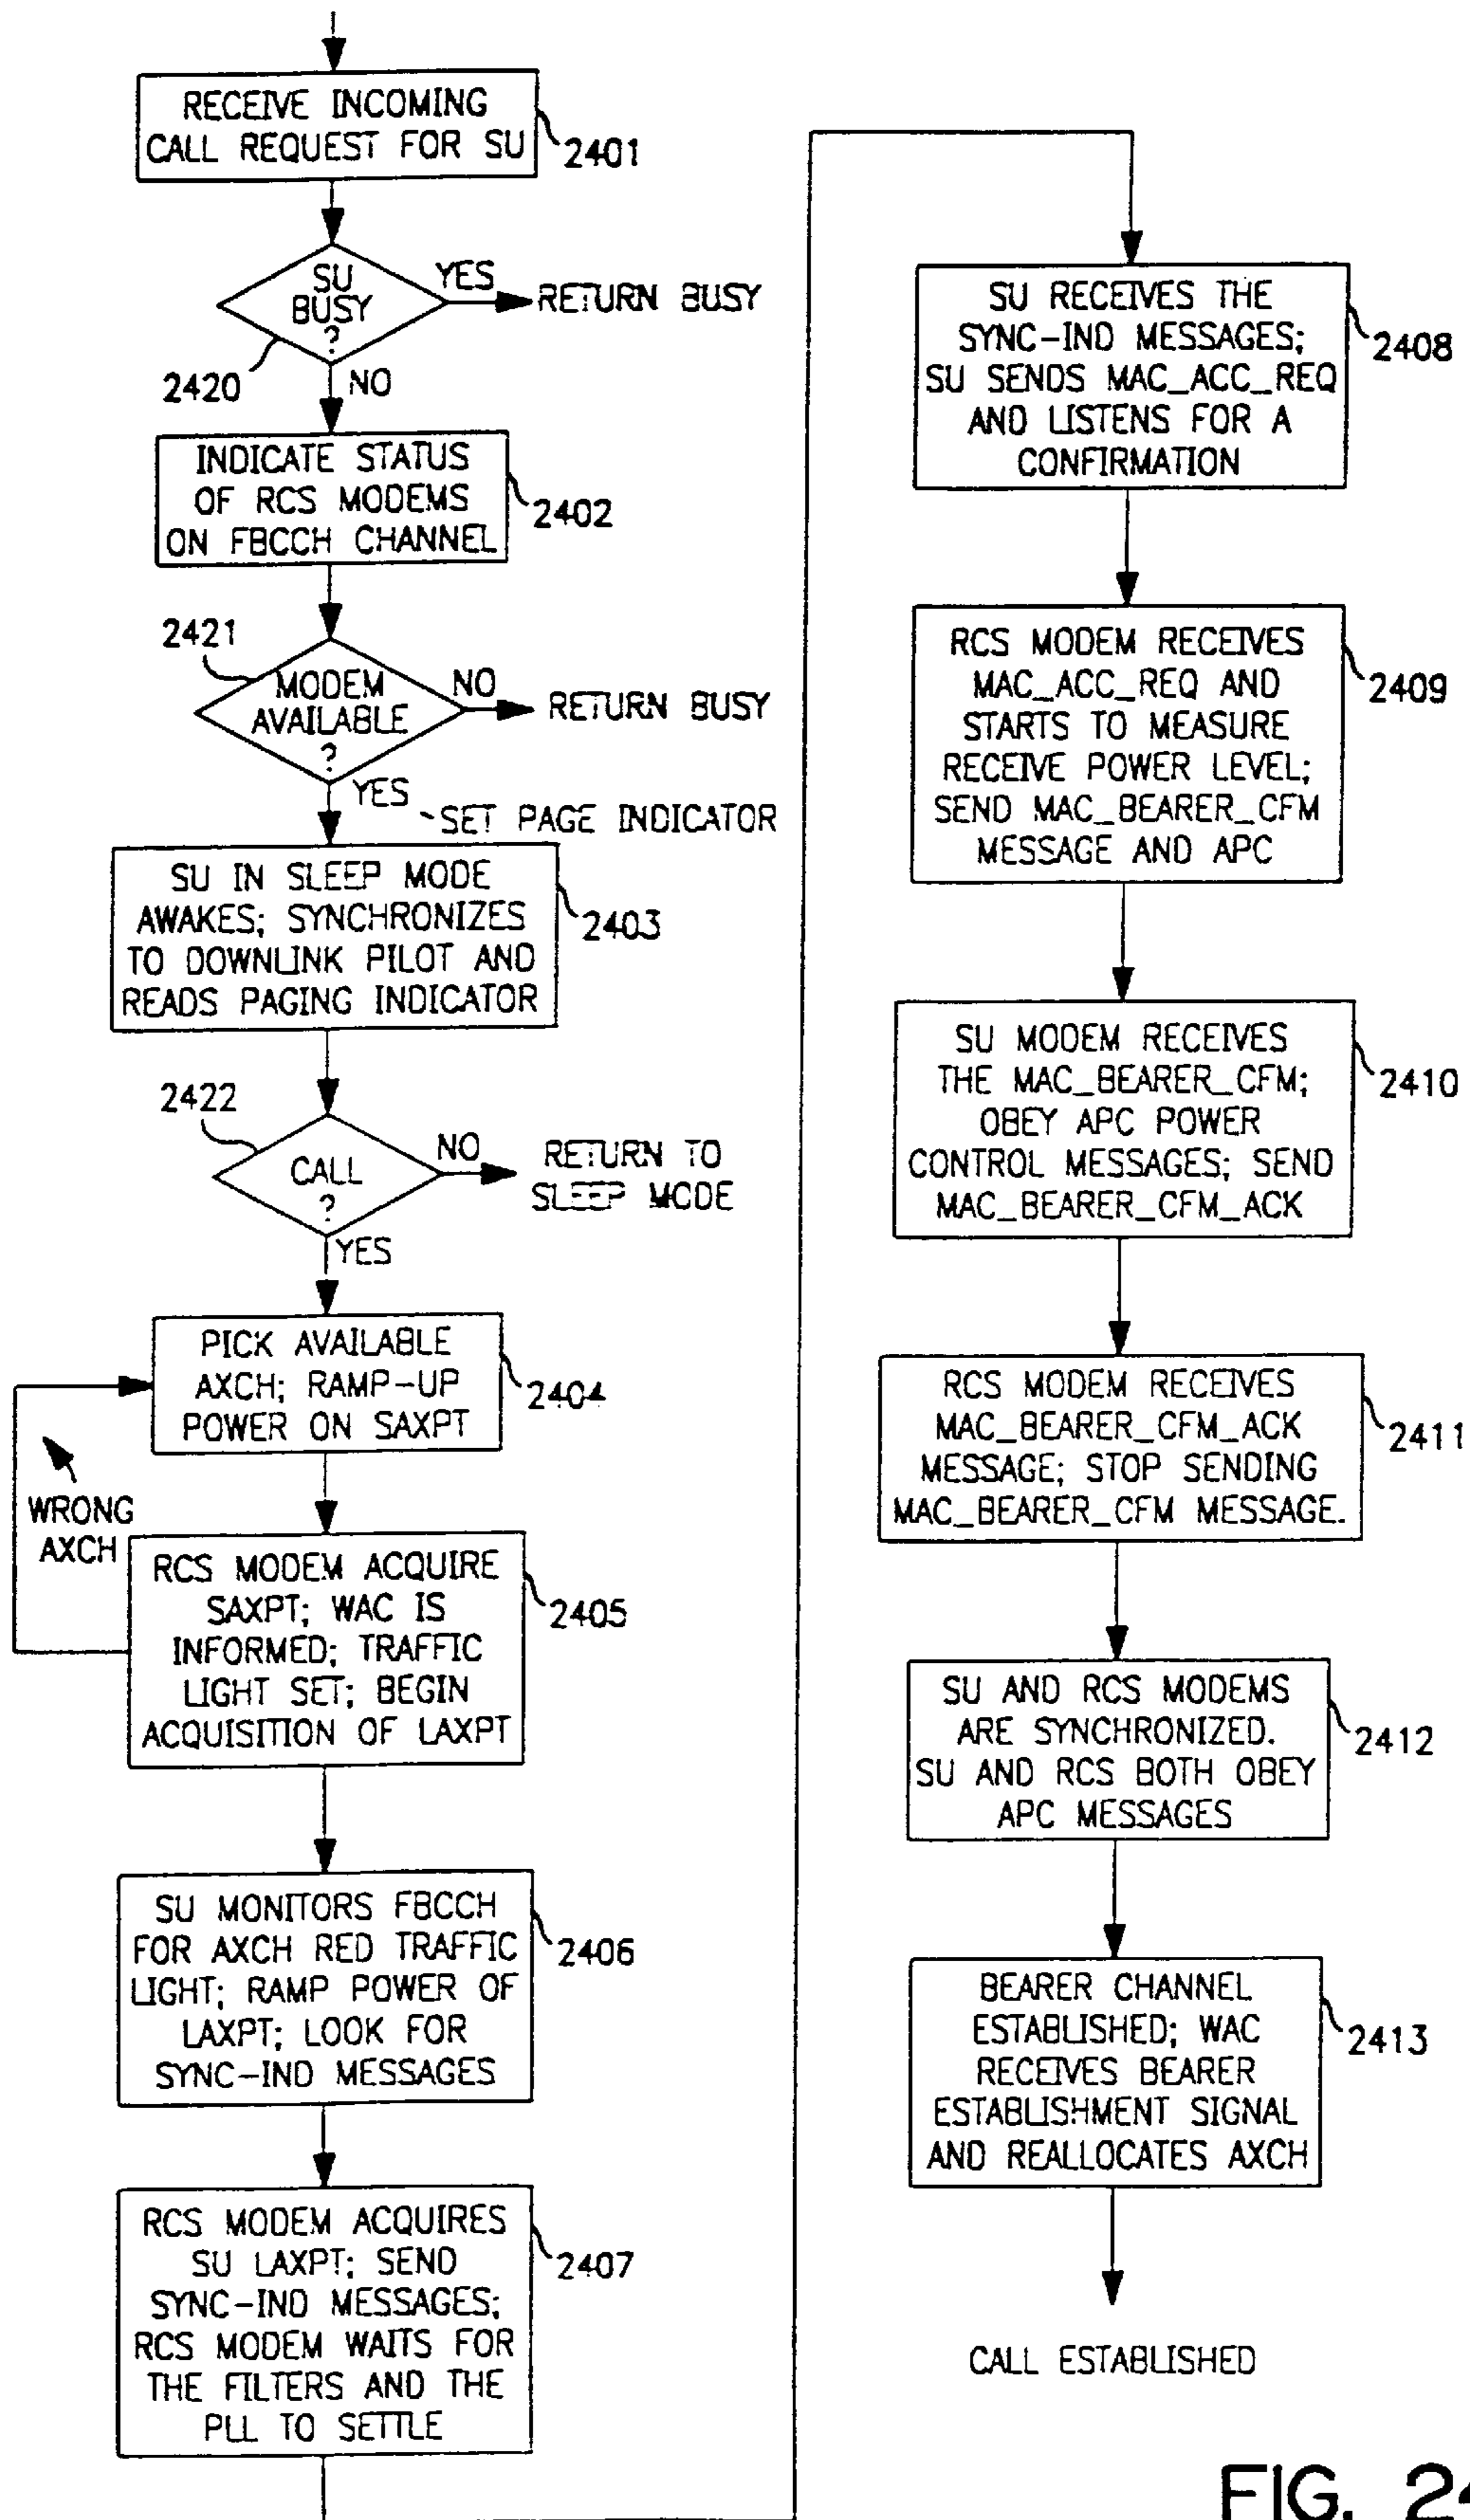 RECEIVE INCOMING
CALL REQUEST FOR SU
2401
SU
BUSY
?
YES
RETURN BUSY
2420
NO
INDICATE STATUS
OF RCS MODEMS
ON FBCCH CHANNEL
2402
2421
MODEM
AVAILABLE
?
NO
RETURN BUSY
YES
SET PAGE INDICATOR
SU IN SLEEP MODE
AWAKES; SYNCHRONIZES
TO DOWNLINK PILOT AND
READS PAGING INDICATOR
2403
2422
CALL
?
NO
RETURN TO
SLEEP MODE
YES
PICK AVAILABLE
AXCH; RAMP-UP
POWER ON SAXPT
2404
WRONG
AXCH
RCS MODEM ACQUIRE
SAXPT; WAC IS
INFORMED; TRAFFIC
LIGHT SET; BEGIN
ACQUISITION OF LAXPT
2405
SU MONITORS FBCCH
FOR AXCH RED TRAFFIC
LIGHT; RAMP POWER OF
LAXPT; LOOK FOR
SYNC-IND MESSAGES
2406
RCS MODEM ACQUIRES
SU LAXPT; SEND
SYNC-IND MESSAGES;
RCS MODEM WAITS FOR
THE FILTERS AND THE
PLL TO SETTLE
2407
SU RECEIVES THE
SYNC-IND MESSAGES;
SU SENDS MAC_ACC_REQ
AND LISTENS FOR A
CONFIRMATION
2408
RCS MODEM RECEIVES
MAC_ACC_REQ AND
STARTS TO MEASURE
RECEIVE POWER LEVEL;
SEND MAC_BEARER_CFM
MESSAGE AND APC
2409
SU MODEM RECEIVES
THE MAC_BEARER_CFM;
OBEY APC POWER
CONTROL MESSAGES; SEND
MAC_BEARER_CFM_ACK
2410
RCS MODEM RECEIVES
MAC_BEARER_CFM_ACK
MESSAGE; STOP SENDING
MAC_BEARER_CFM MESSAGE.
2411
SU AND RCS MODEMS
ARE SYNCHRONIZED.
SU AND RCS BOTH OBEY
APC MESSAGES
2412
BEARER CHANNEL
ESTABLISHED; WAC
RECEIVES BEARER
ESTABLISHMENT SIGNAL
AND REALLOCATES AXCH
2413
CALL ESTABLISHED
FIG. 24